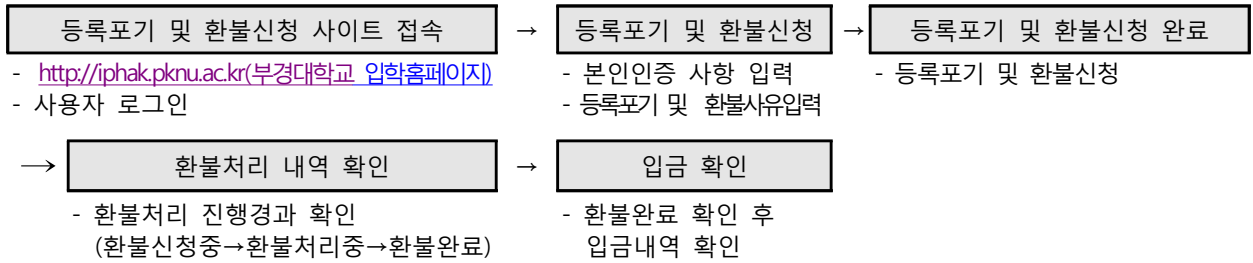 등록포기 및 환불신청 사이트 접속 → 등록포기 및 환불신청 → 등록포기 및 환불신청 완료
- http://iphak.pknu.ac.kr(부경대학교 입학홈페이지) - 본인인증 사항 입력 - 등록포기 및 환불신청
- 사용자 로그인 - 등록포기 및 환불사유입력
→ 환불처리 내역 확인 → 입금 확인
- 환불처리 진행경과 확인 - 환불완료 확인 후
(환불신청중→환불처리중→환불완료) 입금내역 확인